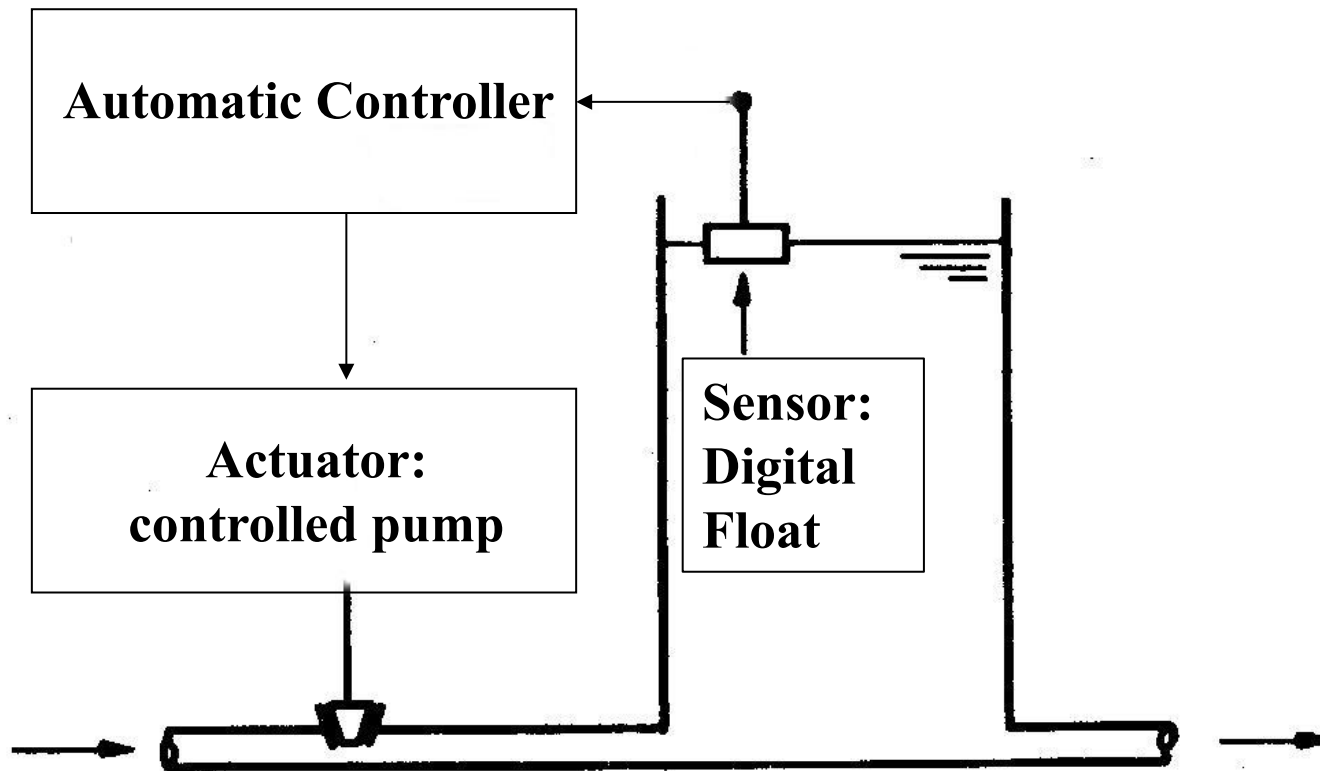 Automatic Controller
Actuator:
controlled pump
Sensor:
Digital
Float